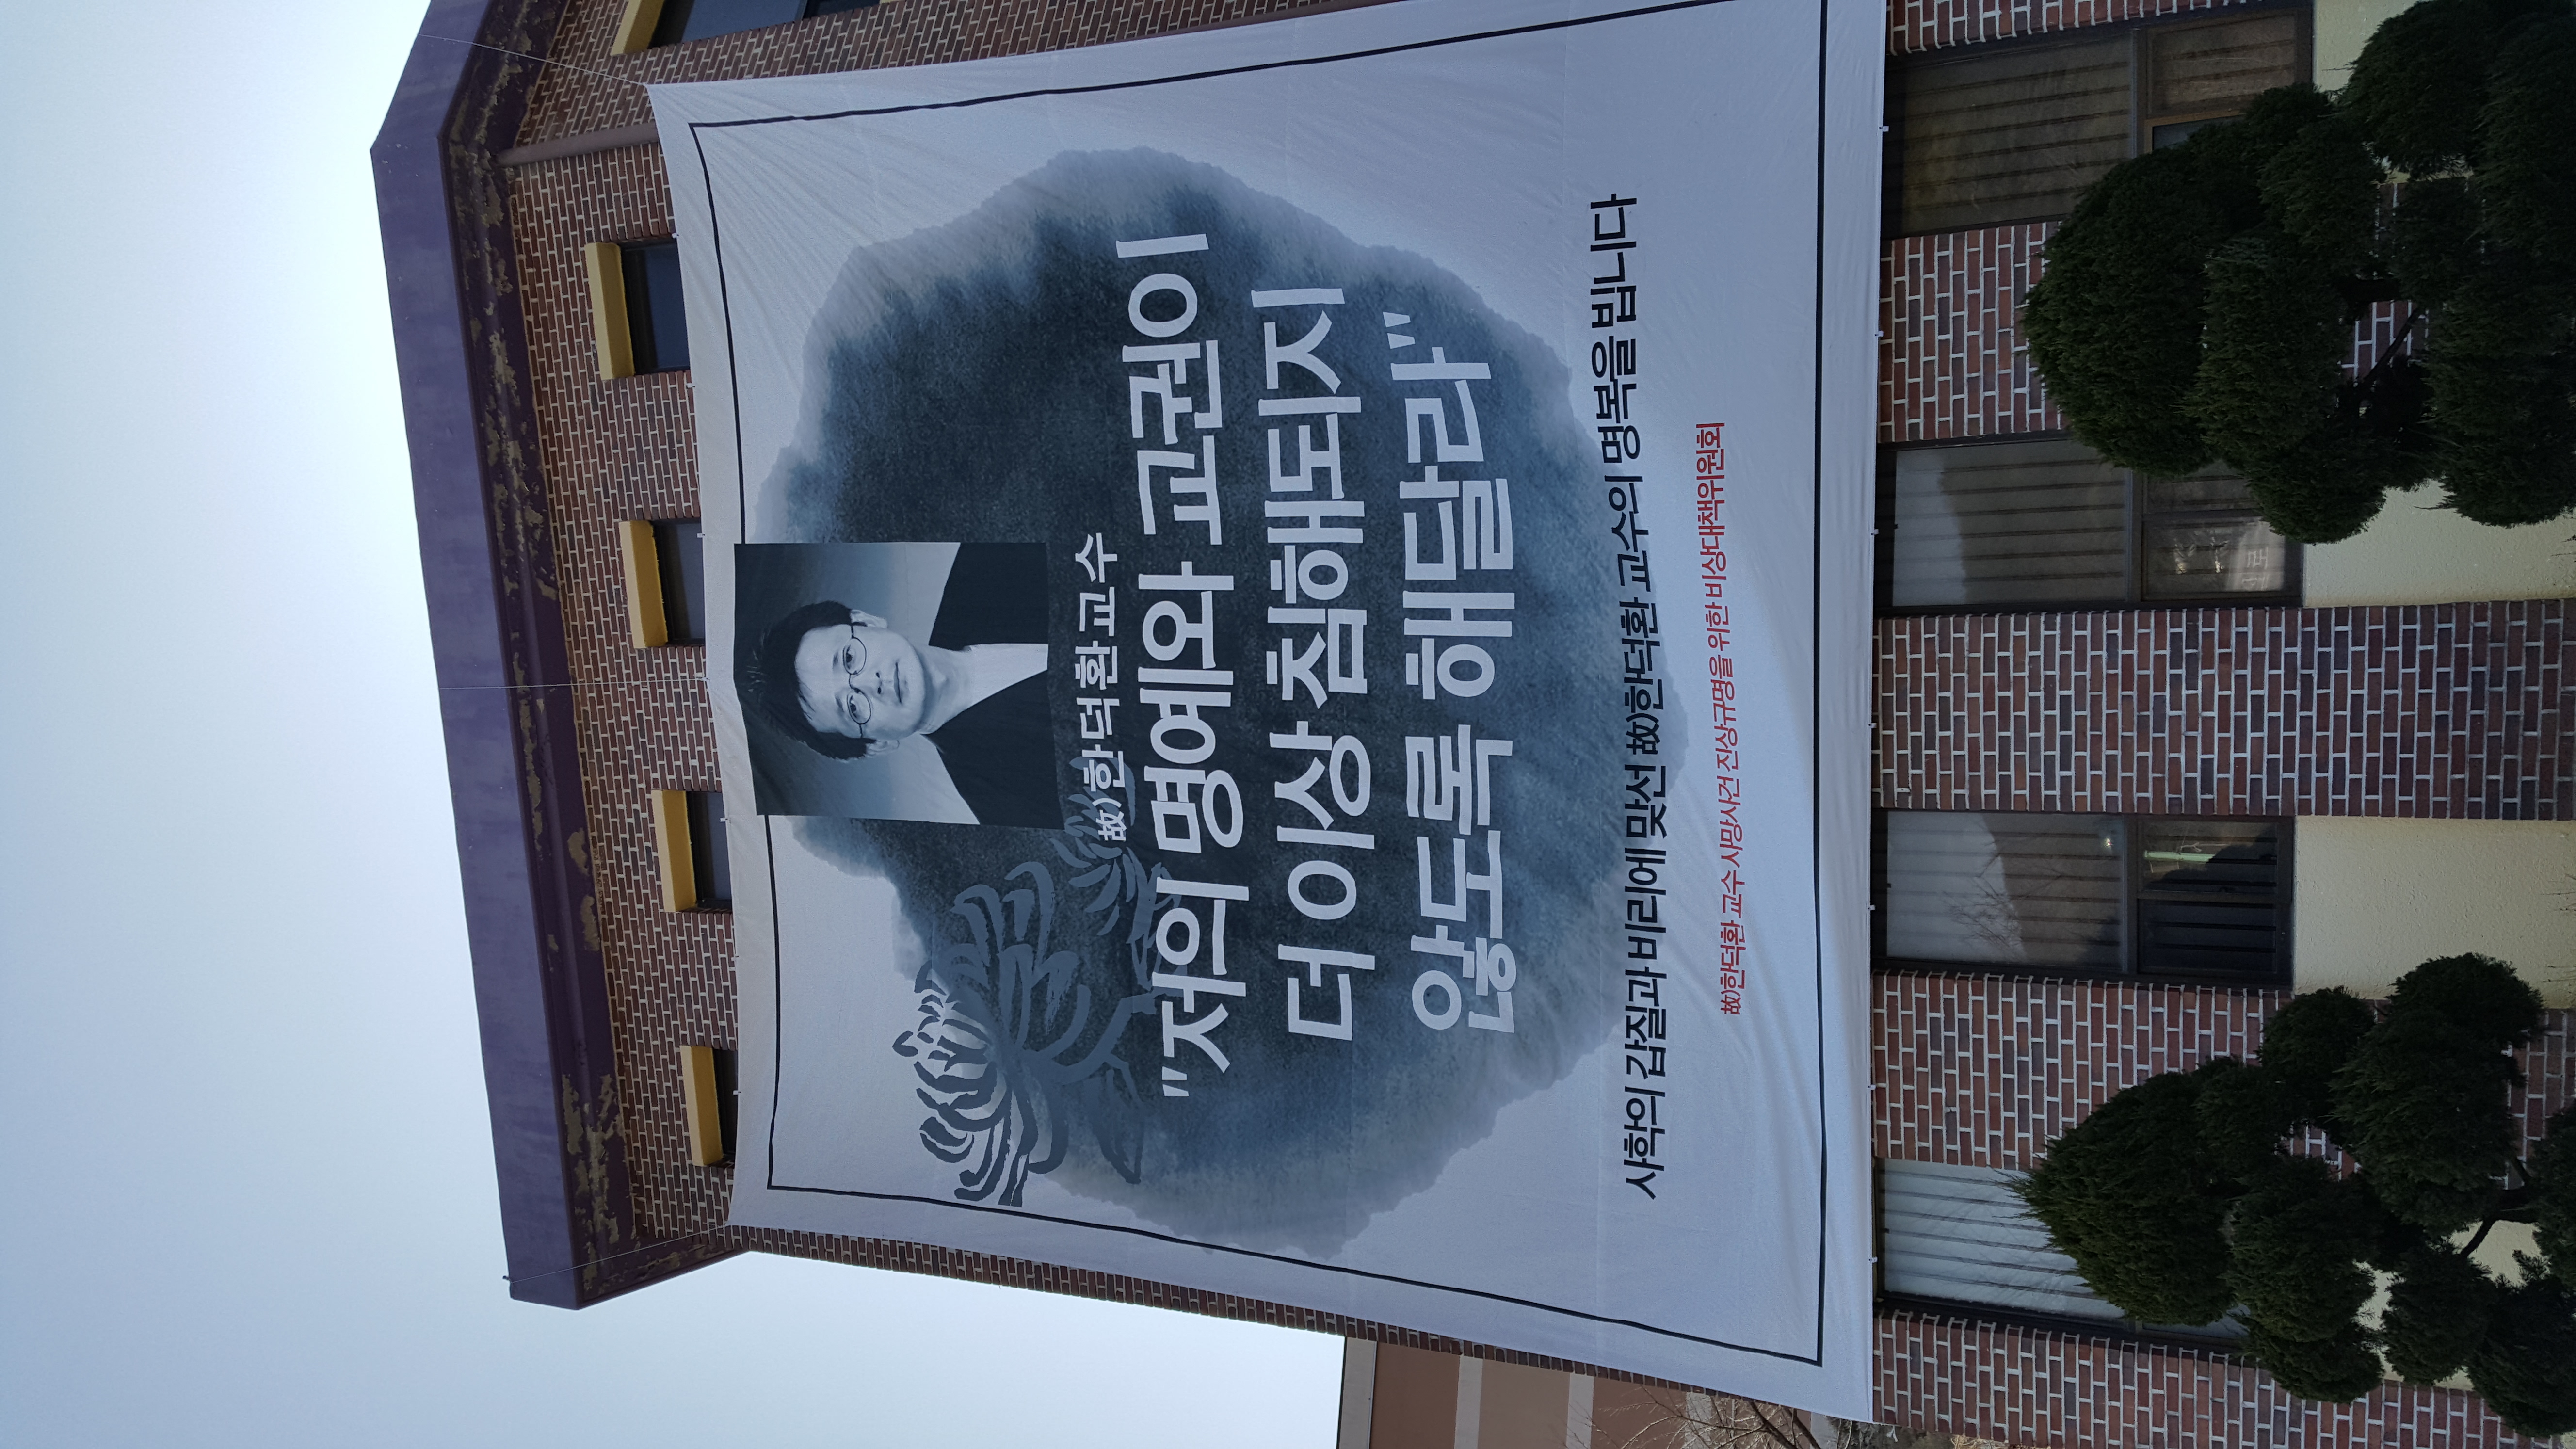 故)한덕환교수
"저의 명예와 교권이
더 이상 침해되지
않도록 해달라"
사학의 갑질과 비리에 맞선 故)한덕환 교수의 명복을 빕니다
故)한덕환 교수 사망사건 진상규명을 위한 비상대책위원회